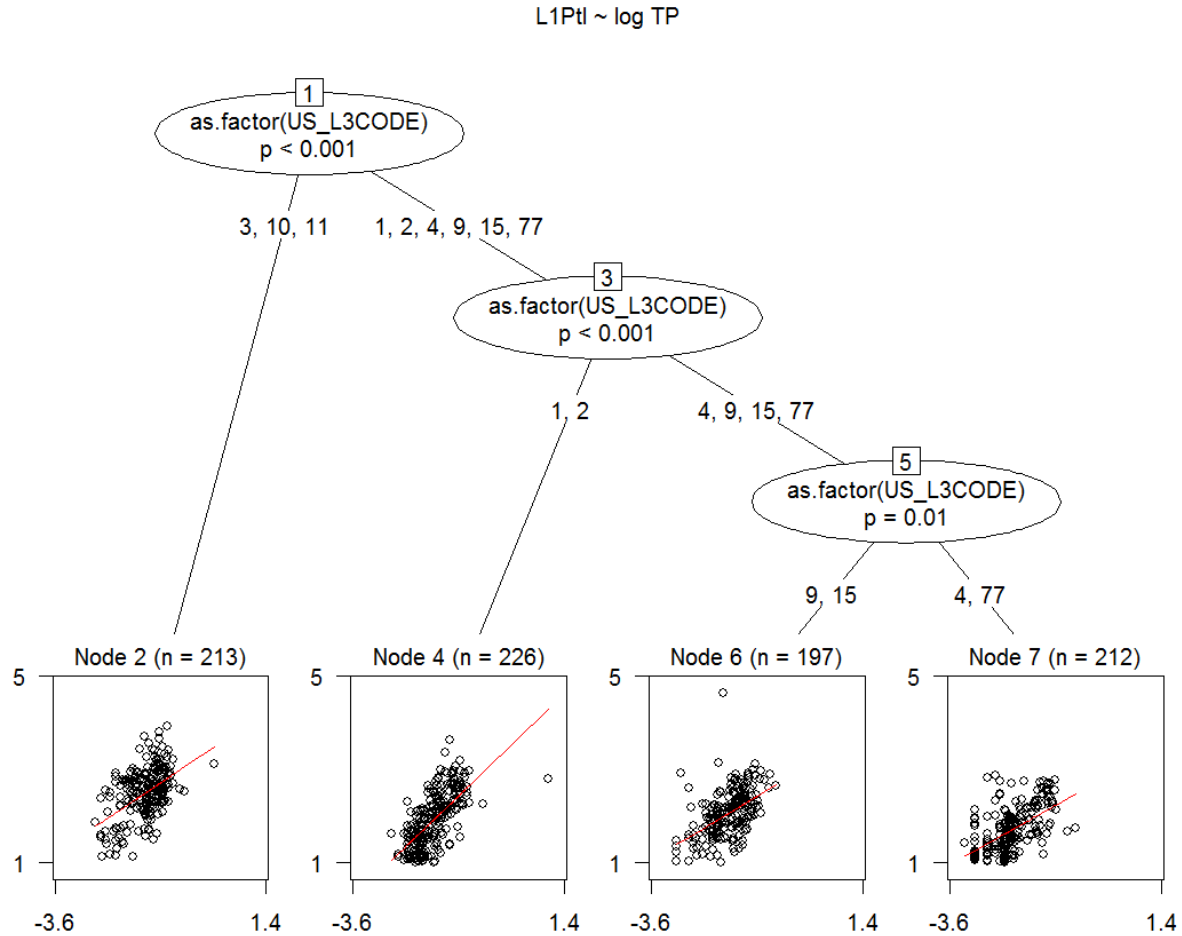 L1Ptl ~ log TP
1
as.factor(US_L3CODE)
p < 0.001
3, 10, 11
1, 2, 4, 9, 15, 77
3
as.factor(US_L3CODE)
p < 0.001
1, 2
4, 9, 15, 77
5
as.factor(US_L3CODE)
p = 0.01
9, 15
4, 77
Node 2 (n = 213)
5
1
-3.6
1.4
Node 4 (n = 226)
5
1
-3.6
1.4
Node 6 (n = 197)
5
1
-3.6
1.4
Node 7 (n = 212)
5
1
-3.6
1.4